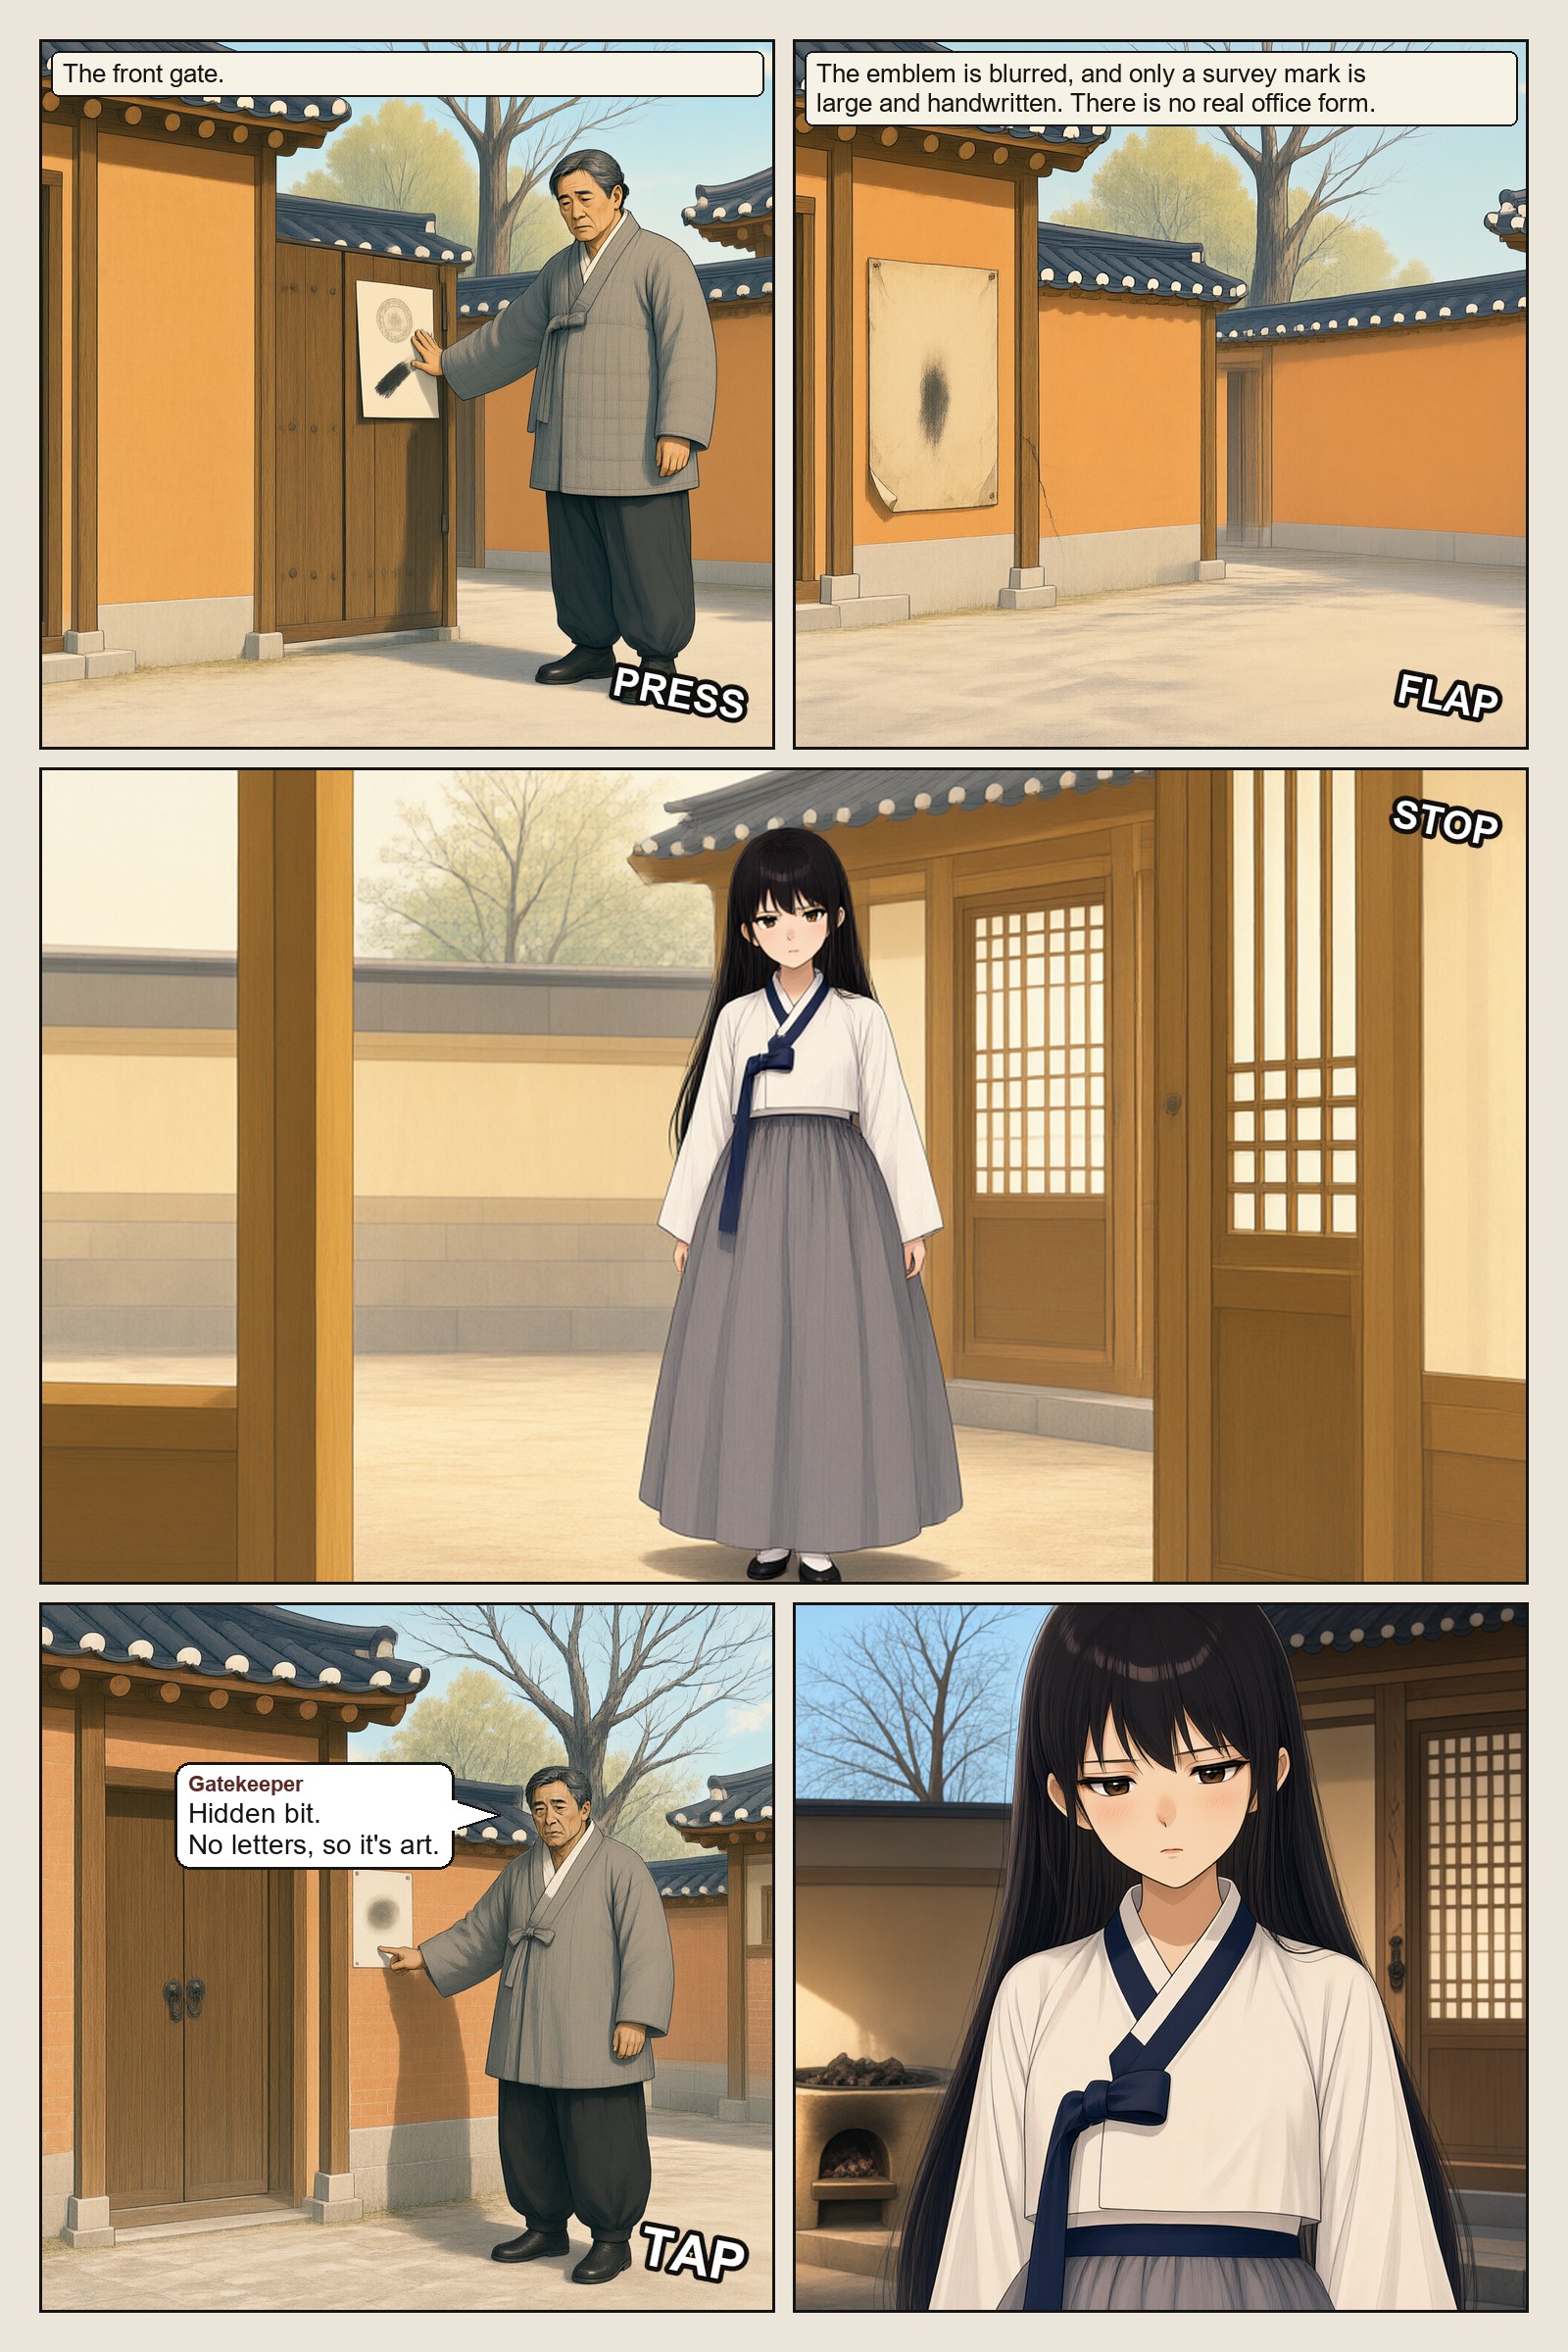 The front gate.
PRESS
The emblem is blurred, and only a survey mark is
large and handwritten. There is no real office form.
FLAP
STOP
Gatekeeper
Hidden bit.
No letters, so it's art.
TAP